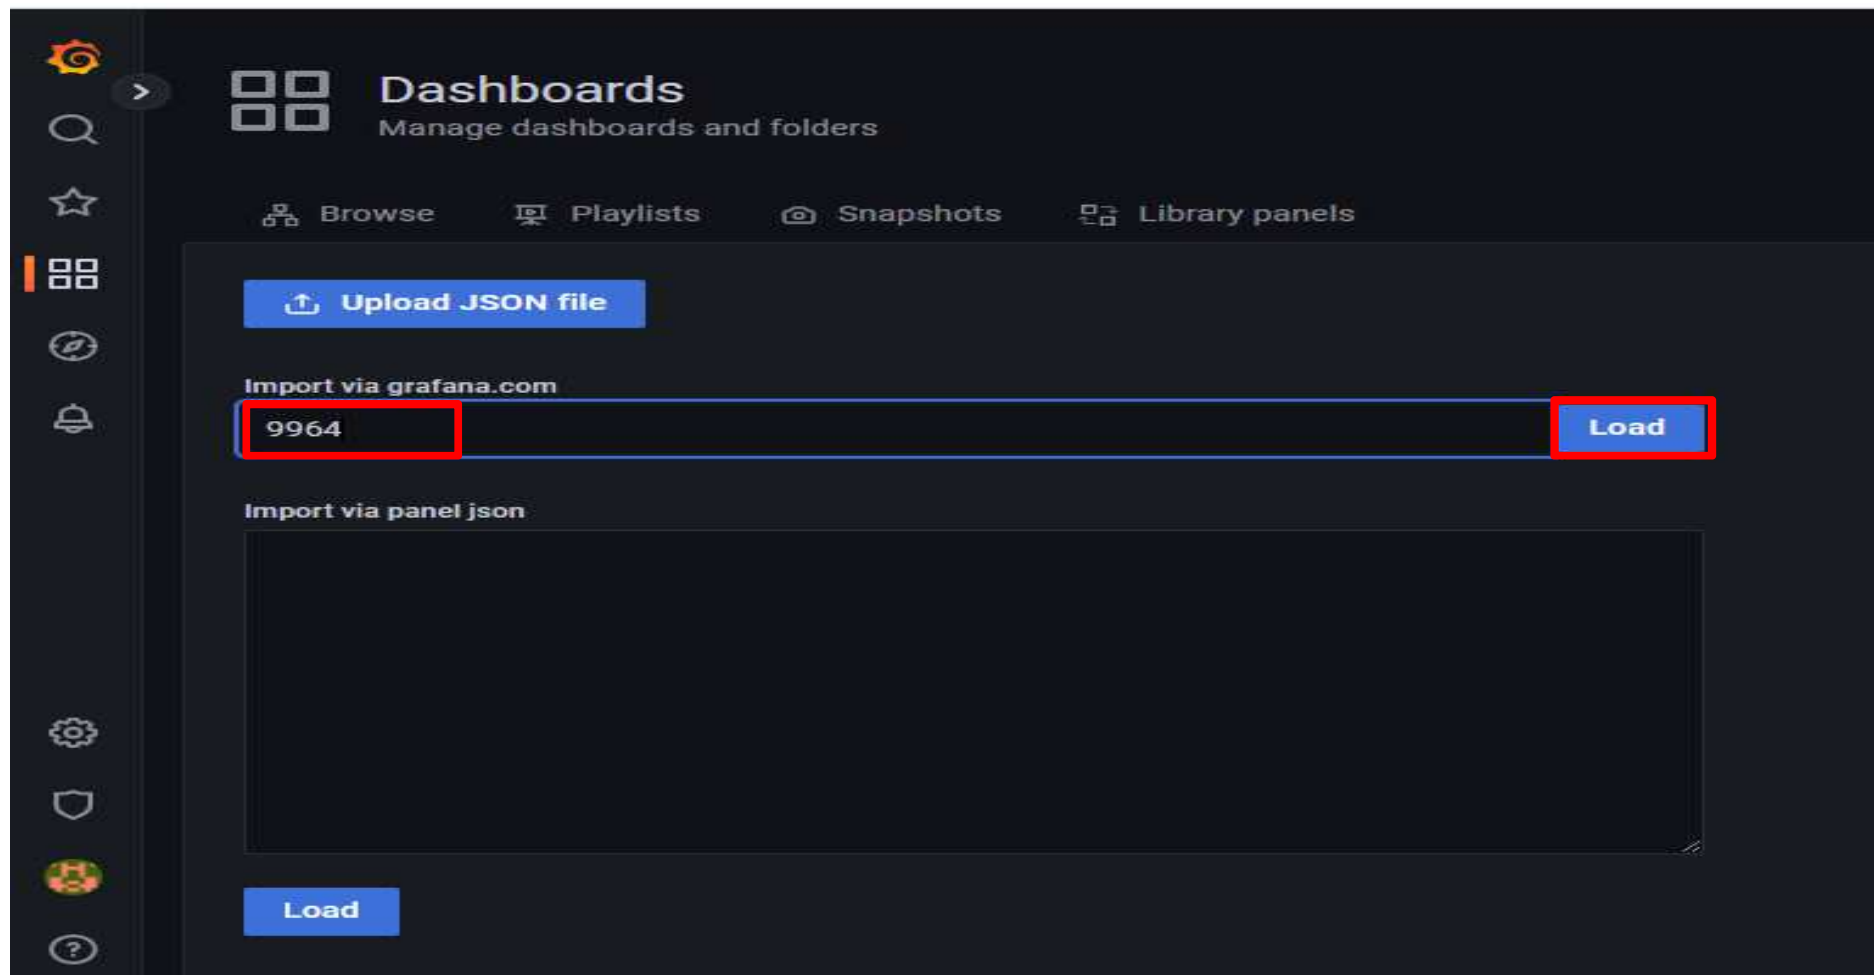 Dashboards
Manage dashboards and folders
Browse Playlists Snapshots Library panels
Upload JSON file
Import via grafana.com
9964 Load
Import via panel json
Load